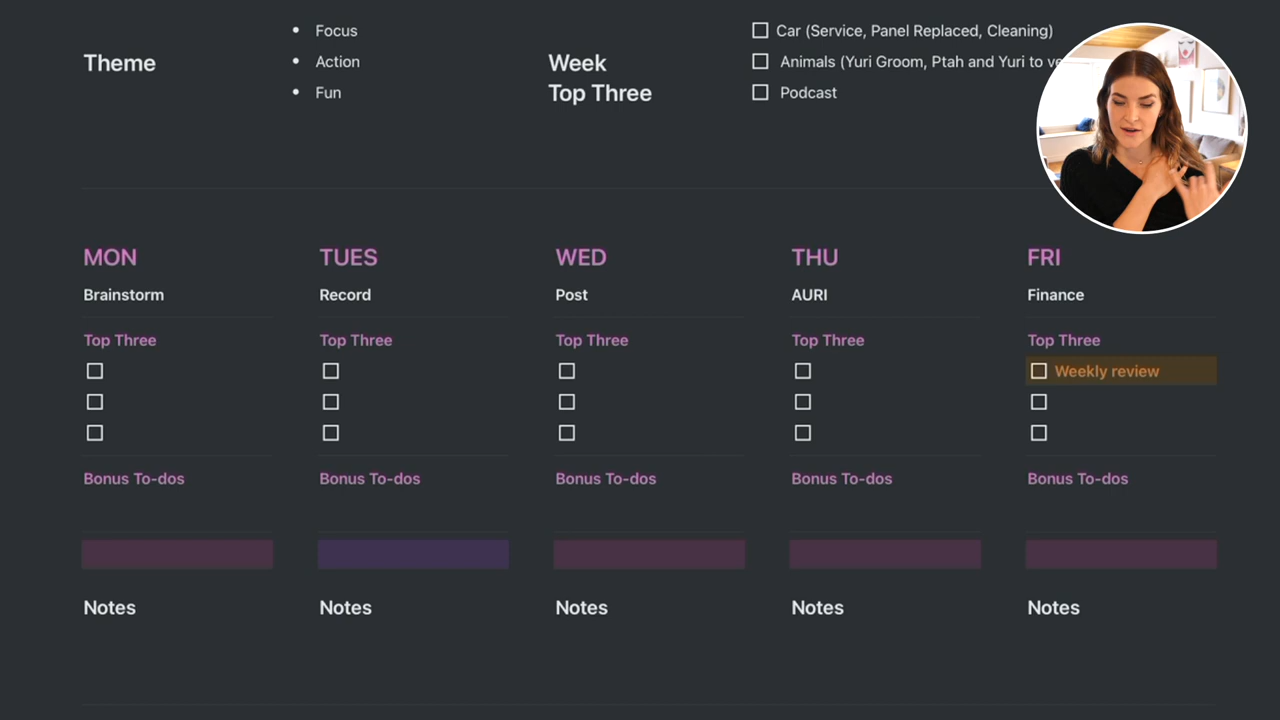 Theme
• Focus
• Action
• Fun
Week
Top Three
Car (Service, Panel Replaced, Cleaning)
Animals (Yuri Groom, Ptah and Yuri to
Podcast
MON
Brainstorm
Top Three
Bonus To-dos
Notes
TUES
Record
Top Three
Bonus To-dos
Notes
WED
Post
Top Three
Bonus To-dos
Notes
THU
AURI
Top Three
Bonus To-dos
Notes
FRI
Finance
Top Three
Weekly review
Bonus To-dos
Notes